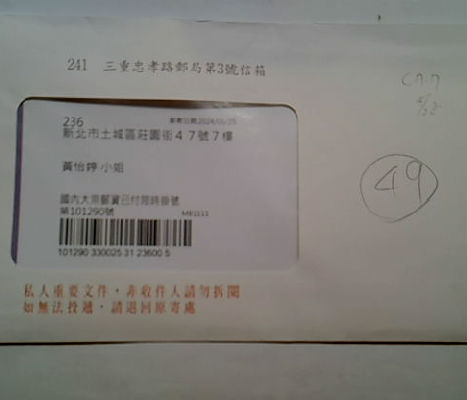 241 三重忠孝路郵局第3號信箱
236
新北市土城區莊園街47號7樓
黃怡婷 小姐
國內大宗郵資已付限時掛號
第101290號
101290 330025 31 23600 5
49
私人重要文件，非收件人請勿拆閱
如無法投遞，請退回原寄處